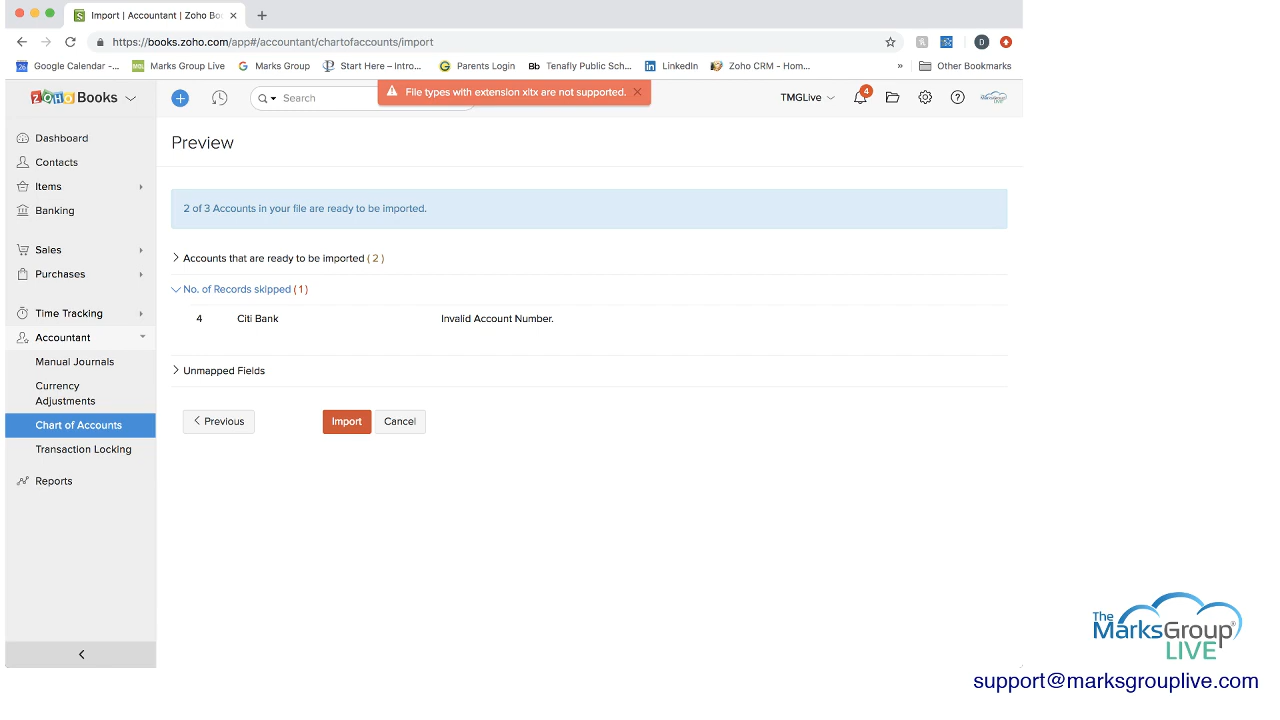 Import | Accountant | Zoho Bo
https://books.zoho.com/app#/accountant/chartofaccounts/import
D
26 Google Calendar -...
MGL Marks Group Live
Marks Group
Start Here – Intro...
Parents Login
Bb Tenafly Public Sch...
in LinkedIn
Zoho CRM - Hom...
»
Other Bookmarks
ZOHO Books
Search
File types with extension xltx are not supported.
TMGLive
4
Dashboard
Contacts
Items
Banking
Sales
Purchases
Time Tracking
Accountant
Manual Journals
Currency
Adjustments
Chart of Accounts
Transaction Locking
Reports
Preview
2 of 3 Accounts in your file are ready to be imported.
Accounts that are ready to be imported ( 2 )
No. of Records skipped ( 1 )
4 Citi Bank Invalid Account Number.
Unmapped Fields
Previous
Import
Cancel
The
MarksGroup®
LIVE
support@marksgrouplive.com